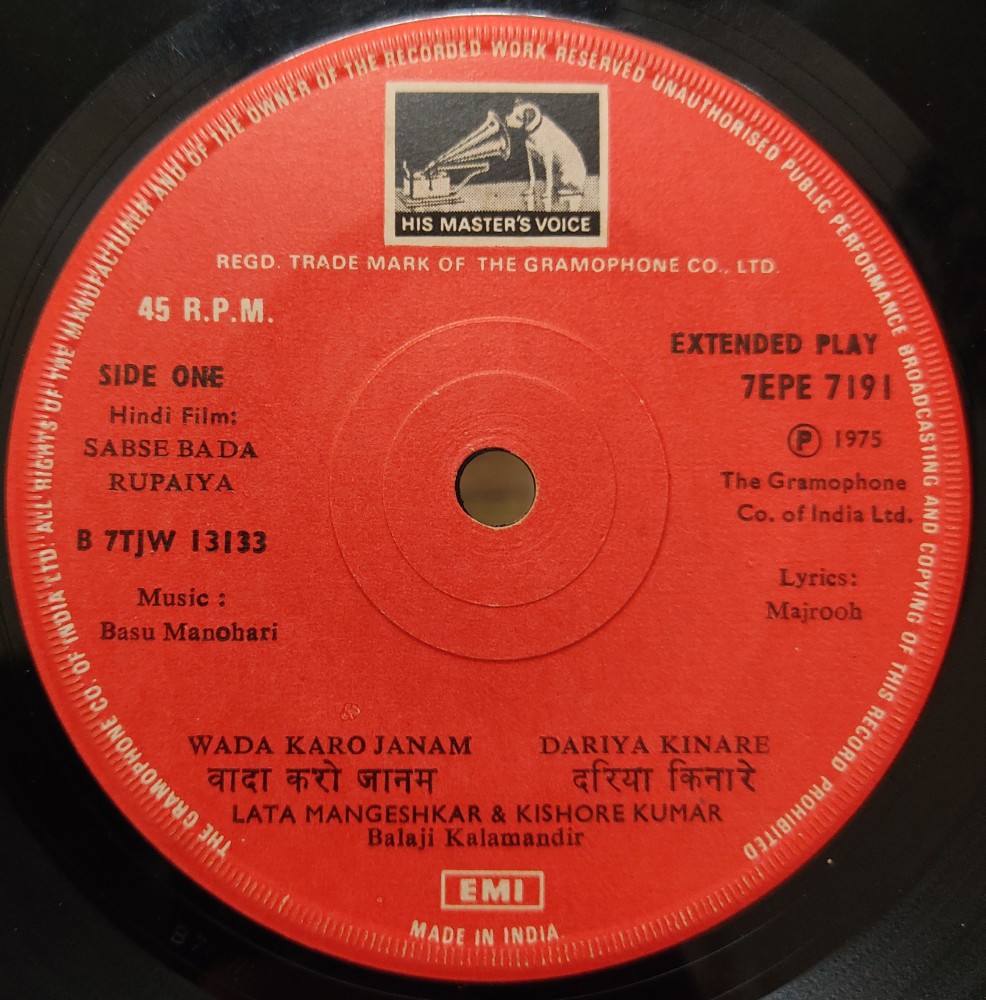 THE GRAMOPHONE CO. OF INDIA LTD. ALL RIGHTS OF THE MANUFACTURER AND OF THE OWNER OF THE RECORDED WORK RESERVED UNAUTHORISED PUBLIC PERFORMANCE BROADCASTING AND COPYING OF THIS RECORD PROHIBITED
HIS MASTER'S VOICE
REGD. TRADE MARK OF THE GRAMOPHONE CO., LTD.
45 R.P.M.
SIDE ONE
Hindi Film:
SABSE BADA
RUPAIYA
B 7TJW 13133
Music :
Basu Manohari
EXTENDED PLAY
7EPE 7191
Ⓟ 1975
The Gramophone
Co. of India Ltd.
Lyrics:
Majrooh
WADA KARO JANAM DARIYA KINARE
वादा करो जानम दरिया किनारे
LATA MANGESHKAR & KISHORE KUMAR
Balaji Kalamandir
EMI
MADE IN INDIA
B7